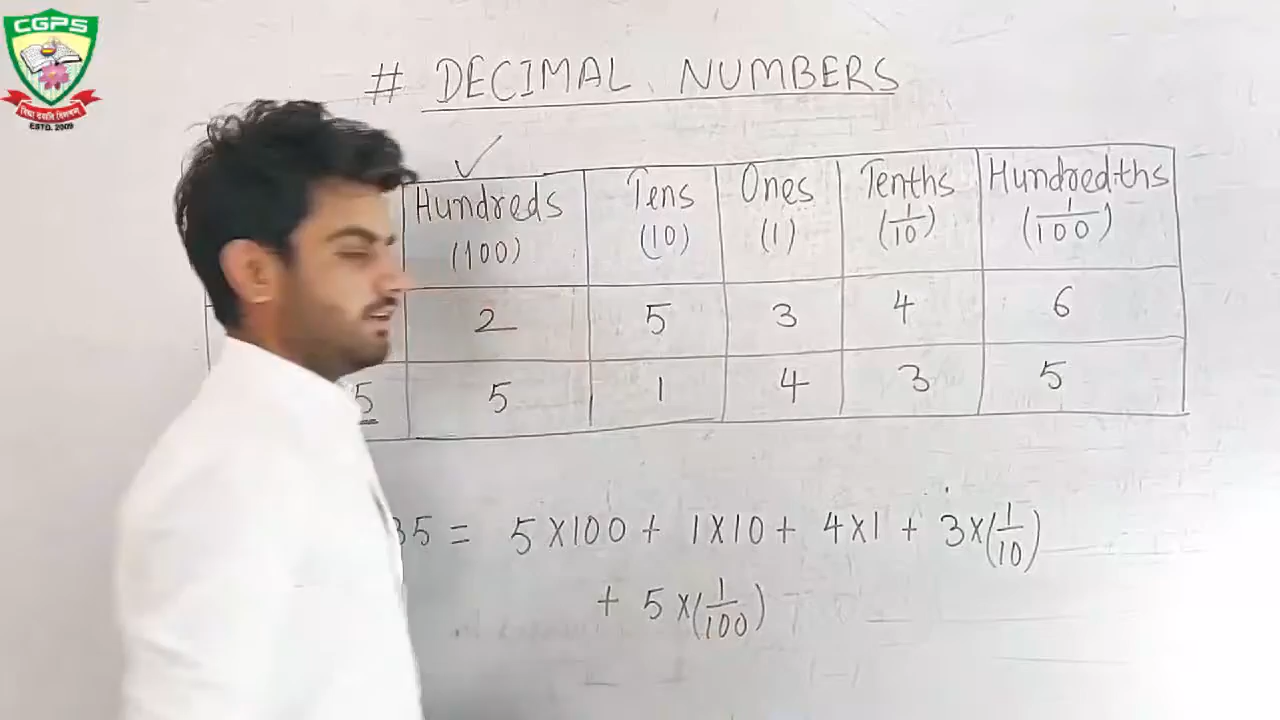 CGPS
ESTD. 2009
# DECIMAL NUMBERS
Hundreds Tens Ones Tenths Hundredths
(100) (10) (1) (1/10) (1/100)
2 5 3 4 6
5 5 1 4 3 5
35 = 5×100 + 1×10 + 4×1 + 3×(1/10)
+ 5×(1/100)